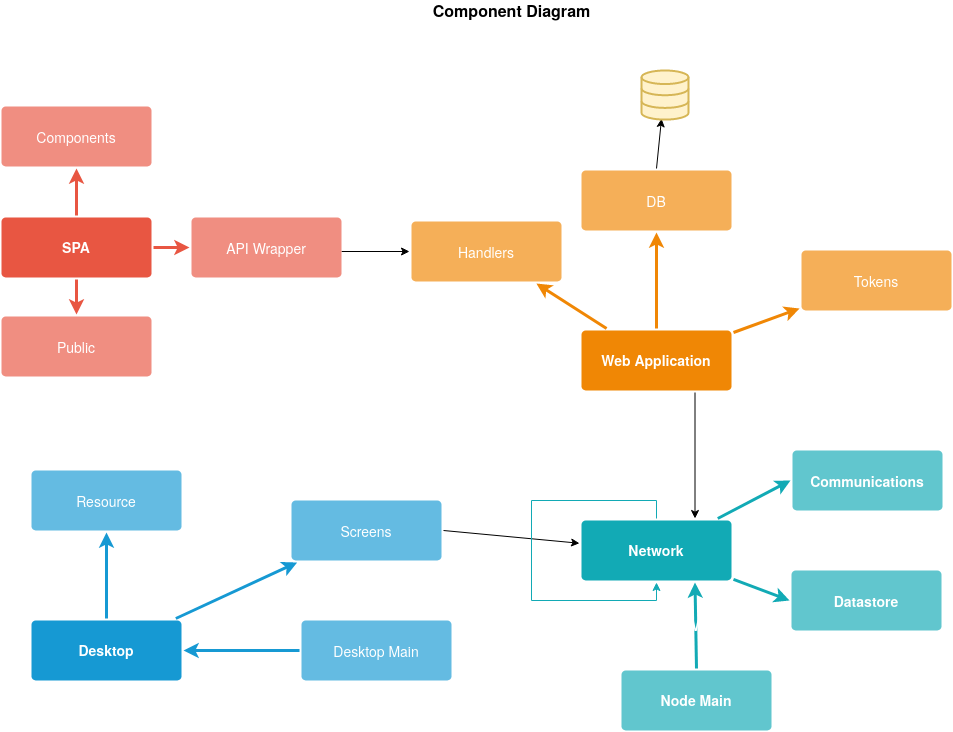 Component Diagram
Components
SPA
API Wrapper
Public
Handlers
DB
Tokens
Web Application
Resource
Screens
Desktop
Desktop Main
Network
Communications
Datastore
Node Main